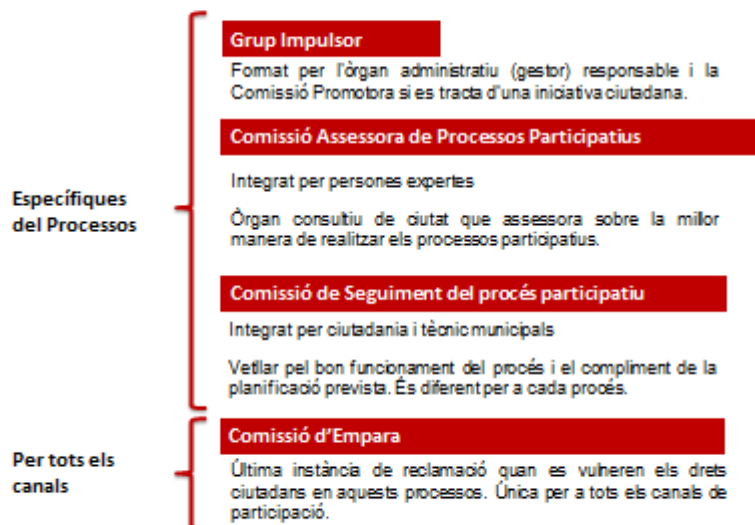 Grup Impulsor
Format per l'òrgan administratiu (gestor) responsable i la
Comissió Promotora si es tracta d'una iniciativa ciutadana.
Comissió Assessora de Processos Participatius
Integrat per persones expertes
Òrgan consultiu de ciutat que assessora sobre la millor
manera de realitzar els processos participatius.
Específiques
del Processos
Comissió de Seguiment del procés participatiu
Integrat per ciutadania i tècnic municipals
Vetllar pel bon funcionament del procés i el compliment de la
planificació prevista. És diferent per a cada procés.
Comissió d'Empara
Per tots els
canals
Última instància de reclamació quan es vulneren els drets
ciutadans en aquests processos. Única per a tots els canals de
participació.